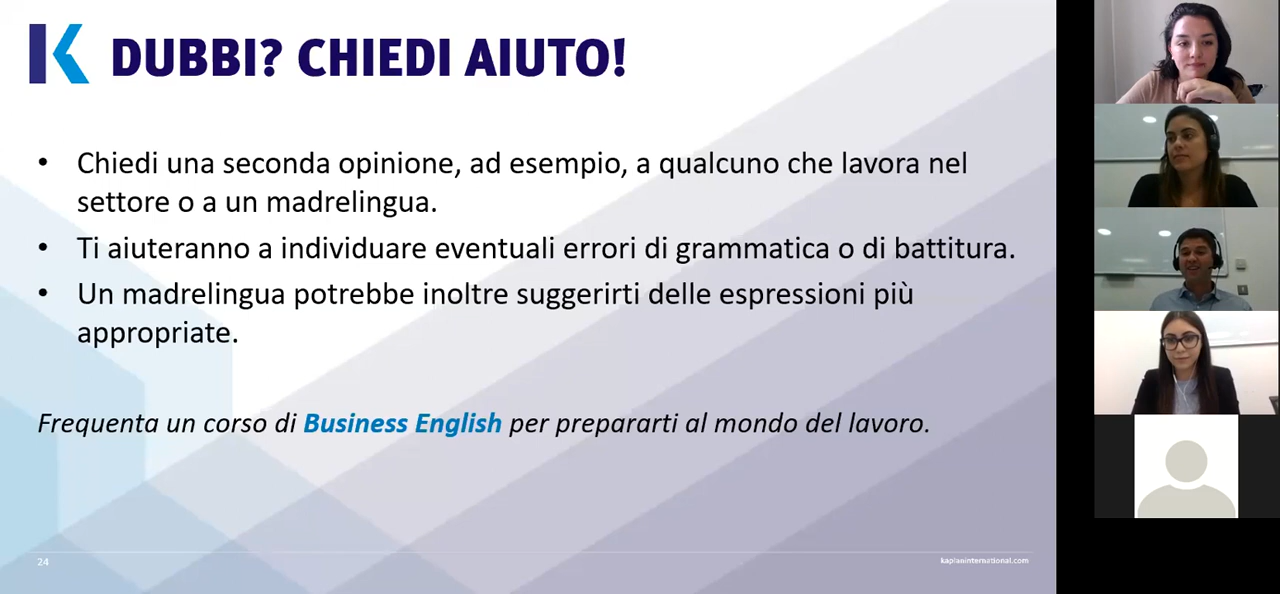 K DUBBI? CHIEDI AIUTO!
• Chiedi una seconda opinione, ad esempio, a qualcuno che lavora nel
settore o a un madrelingua.
• Ti aiuteranno a individuare eventuali errori di grammatica o di battitura.
• Un madrelingua potrebbe inoltre suggerirti delle espressioni più
appropriate.
Frequenta un corso di Business English per prepararti al mondo del lavoro.
24
kaplaninternational.com